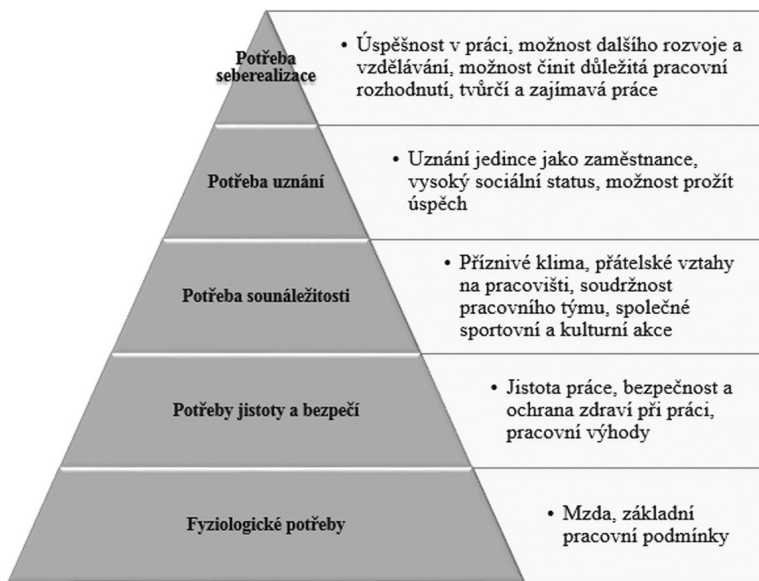 Potřeba
seberealizace
• Úspěšnost v práci, možnost dalšího rozvoje a
vzdělávání, možnost činit důležitá pracovní
rozhodnutí, tvůrčí a zajímavá práce
Potřeba uznání
• Uznání jedince jako zaměstnance,
vysoký sociální status, možnost prožít
úspěch
Potřeba sounáležitosti
• Příznivé klima, přátelské vztahy
na pracovišti, soudržnost
pracovního týmu, společné
sportovní a kulturní akce
Potřeby jistoty a bezpečí
• Jistota práce, bezpečnost a
ochrana zdraví při práci,
pracovní výhody
Fyziologické potřeby
• Mzda, základní
pracovní podmínky